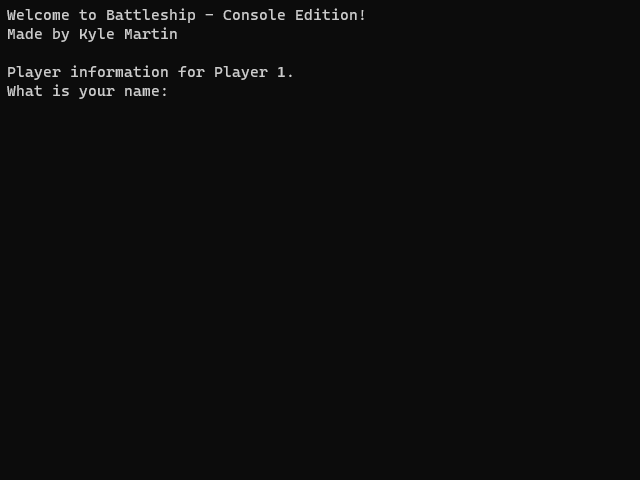 Welcome to Battleship - Console Edition!
Made by Kyle Martin
Player information for Player 1.
What is your name: